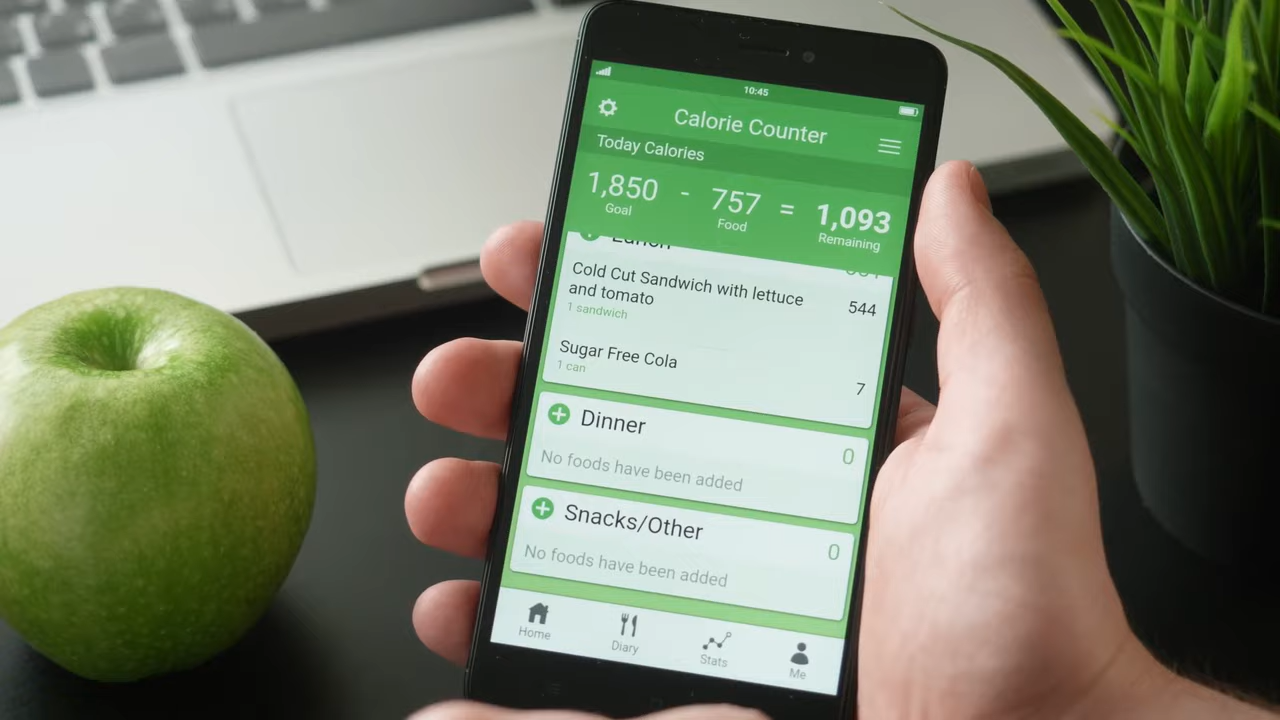 10:45
Calorie Counter
Today Calories
1,850 - 757 = 1,093
Goal Food Remaining
Lunch
Cold Cut Sandwich with lettuce
and tomato 544
1 sandwich
Sugar Free Cola
1 can 7
Dinner 0
No foods have been added
Snacks/Other 0
No foods have been added
Home Diary Stats Me